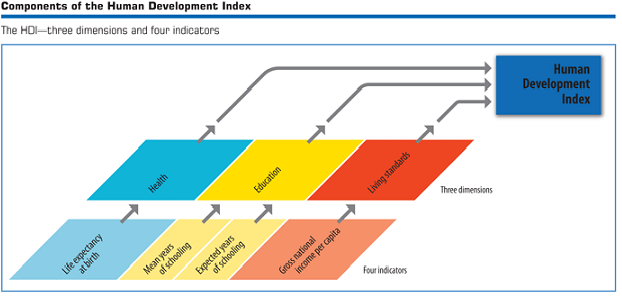 Components of the Human Development Index
The HDI—three dimensions and four indicators
Human
Development
Index
Health
Education
Living standards
Three dimensions
Life expectancy
at birth
Mean years
of schooling
Expected years
of schooling
Gross national
income per capita
Four indicators